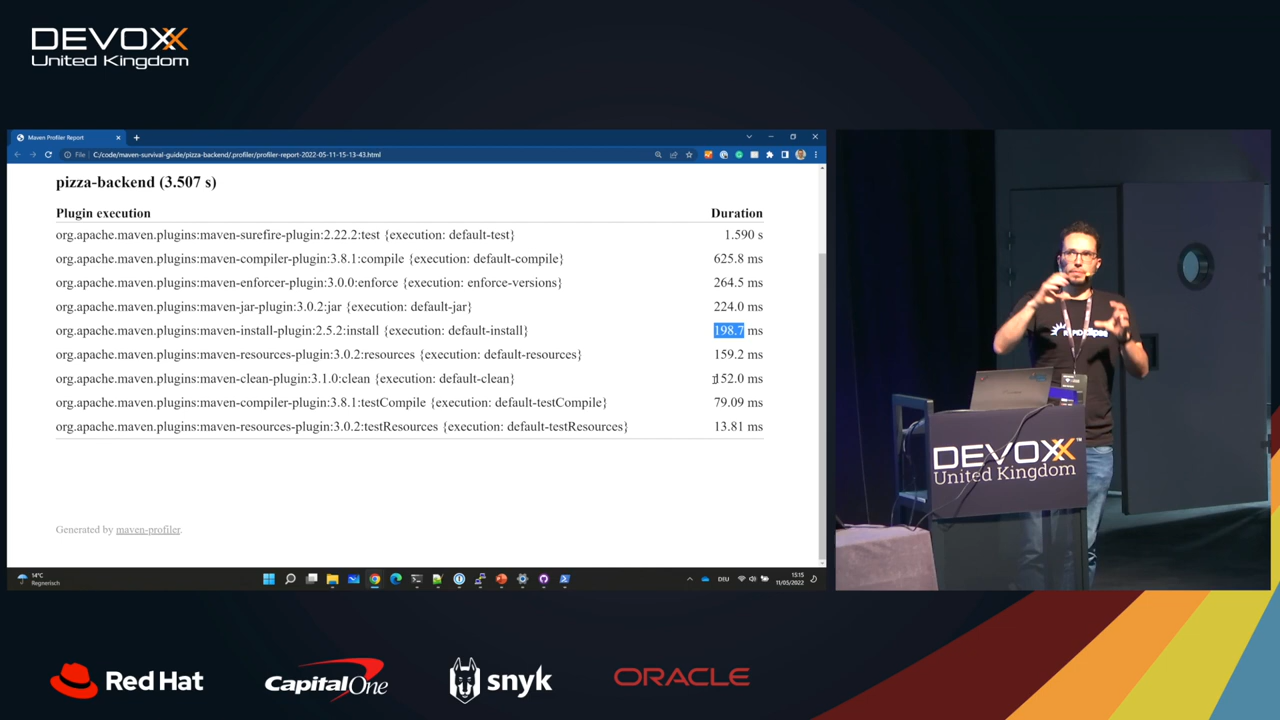 DEVOXX
United Kingdom
Maven Profiler Report
File C:/code/maven-survival-guide/pizza-backend/.profiler/profiler-report-2022-05-11-15-13-43.html
pizza-backend (3.507 s)
Plugin execution Duration
org.apache.maven.plugins:maven-surefire-plugin:2.22.2:test {execution: default-test} 1.590 s
org.apache.maven.plugins:maven-compiler-plugin:3.8.1:compile {execution: default-compile} 625.8 ms
org.apache.maven.plugins:maven-enforcer-plugin:3.0.0:enforce {execution: enforce-versions} 264.5 ms
org.apache.maven.plugins:maven-jar-plugin:3.0.2:jar {execution: default-jar} 224.0 ms
org.apache.maven.plugins:maven-install-plugin:2.5.2:install {execution: default-install} 198.7 ms
org.apache.maven.plugins:maven-resources-plugin:3.0.2:resources {execution: default-resources} 159.2 ms
org.apache.maven.plugins:maven-clean-plugin:3.1.0:clean {execution: default-clean} 152.0 ms
org.apache.maven.plugins:maven-compiler-plugin:3.8.1:testCompile {execution: default-testCompile} 79.09 ms
org.apache.maven.plugins:maven-resources-plugin:3.0.2:testResources {execution: default-testResources} 13.81 ms
Generated by maven-profiler.
14°C
Regnerisch
DEU
15:15
11/05/2022
DEVOXX™
United Kingdom
Red Hat
Capital One
snyk
ORACLE